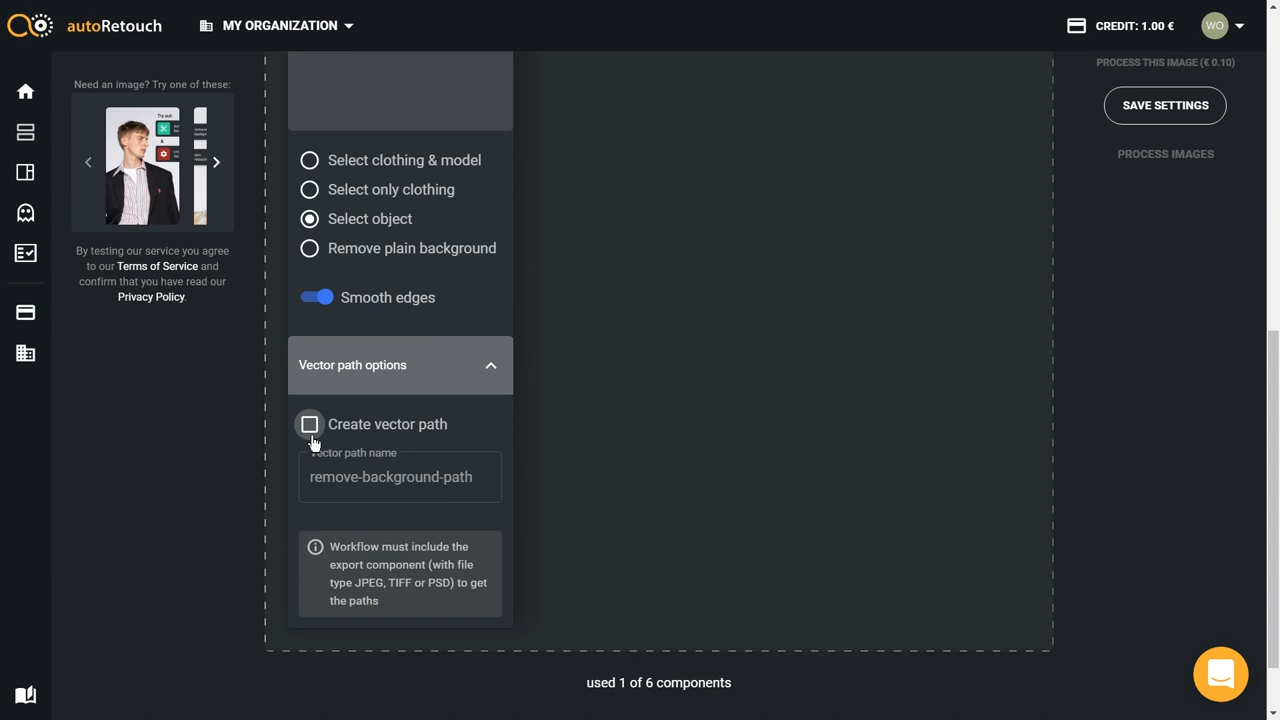 autoRetouch
MY ORGANIZATION
CREDIT: 1.00 €
WO
Need an image? Try one of these:
By testing our service you agree
to our Terms of Service and
confirm that you have read our
Privacy Policy.
Select clothing & model
Select only clothing
Select object
Remove plain background
Smooth edges
Vector path options
Create vector path
Vector path name
remove-background-path
Workflow must include the
export component (with file
type JPEG, TIFF or PSD) to get
the paths
used 1 of 6 components
PROCESS THIS IMAGE (€ 0.10)
SAVE SETTINGS
PROCESS IMAGES